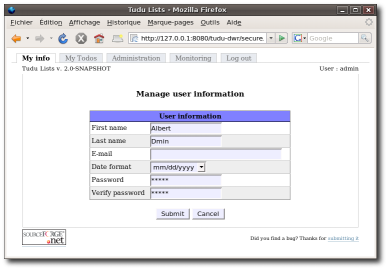 Tudu Lists - Mozilla Firefox
Fichier Edition Affichage Historique Marque-pages Outils Aide
http://127.0.0.1:8080/tudu-dwr/secure. Google
My info My Todos Administration Monitoring Log out
Tudu Lists v. 2.0-SNAPSHOT User : admin
Manage user information
User information
First name Albert
Last name Dmin
E-mail
Date format mm/dd/yyyy
Password *****
Verify password *****
Submit Cancel
SOURCEFORGE
.net
Did you find a bug? Thanks for submitting it